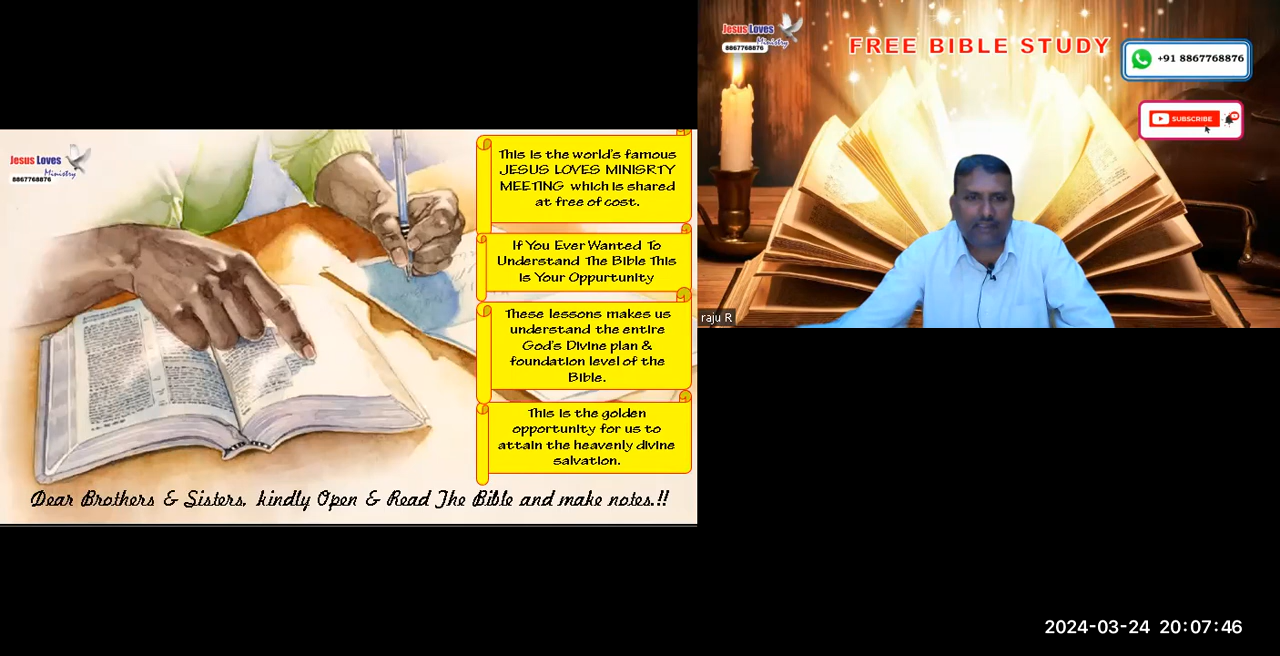 Jesus Loves
Ministry
8867768876
This is the world's famous
JESUS LOVES MINISRTY
MEETING which is shared
at free of cost.
If You Ever Wanted To
Understand The Bible This
is Your Oppurtunity
These lessons makes us
understand the entire
God's Divine plan &
foundation level of the
Bible.
This is the golden
opportunity for us to
attain the heavenly divine
salvation.
Dear Brothers & Sisters, kindly Open & Read The Bible and make notes.!!
Jesus Loves
Ministry
8867768876
FREE BIBLE STUDY
+91 8867768876
SUBSCRIBE
raju R
2024-03-24 20:07:46